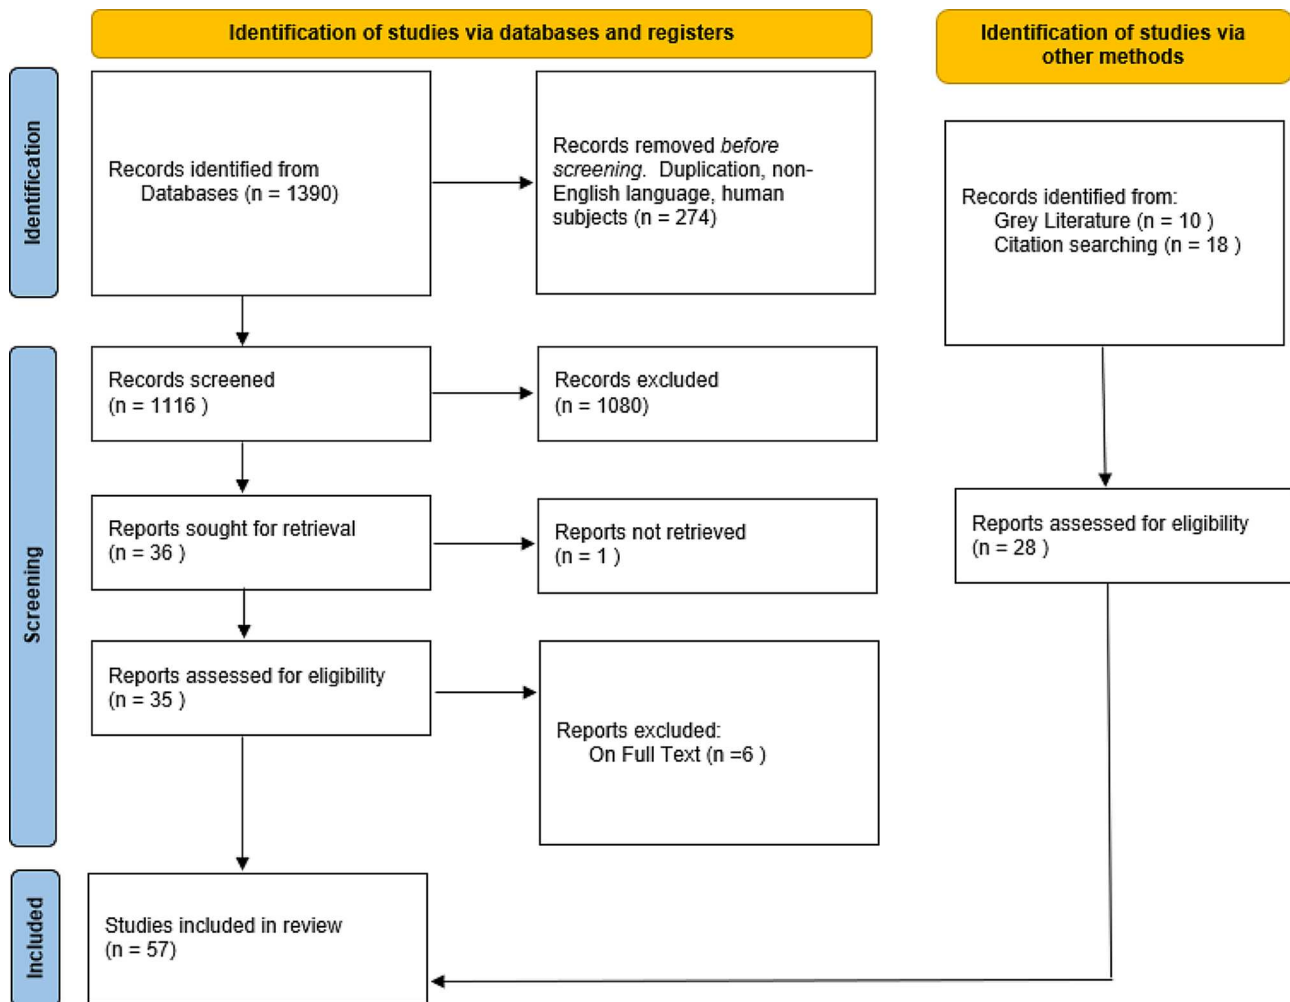 Identification of studies via databases and registers
Identification of studies via
other methods
Identification
Records identified from
Databases (n = 1390)
Records removed before
screening.  Duplication, non-
English language, human
subjects (n = 274)
Records identified from:
Grey Literature (n = 10 )
Citation searching (n = 18 )
Screening
Records screened
(n = 1116 )
Records excluded
(n = 1080)
Reports sought for retrieval
(n = 36 )
Reports not retrieved
(n = 1 )
Reports assessed for eligibility
(n = 28 )
Reports assessed for eligibility
(n = 35 )
Reports excluded:
On Full Text (n =6 )
Included
Studies included in review
(n = 57)